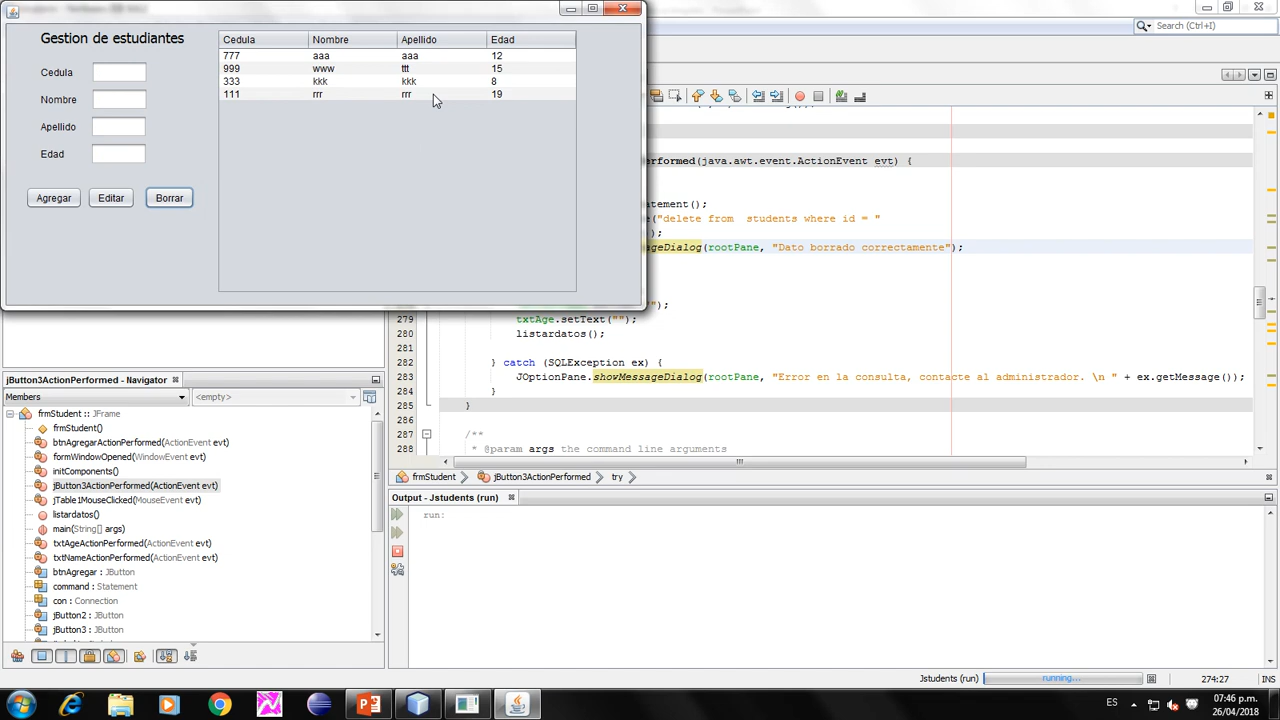 Search (Ctrl+I)
Gestion de estudiantes
Cedula
Nombre
Apellido
Edad
Agregar Editar Borrar
Cedula Nombre Apellido Edad
777 aaa aaa 12
999 www ttt 15
333 kkk kkk 8
111 rrr rrr 19
erformed(java.awt.event.ActionEvent evt) {
atement();
"delete from students where id = "
);
ageDialog(rootPane, "Dato borrado correctamente");
");
279 txtAge.setText("");
280 listardatos();
281
282 } catch (SQLException ex) {
283 JOptionPane.showMessageDialog(rootPane, "Error en la consulta, contacte al administrador. \n " + ex.getMessage());
284 }
285 }
286
287 /**
288 * @param args the command line arguments
frmStudent jButton3ActionPerformed try
jButton3ActionPerformed - Navigator
Members <empty>
frmStudent :: JFrame
frmStudent()
btnAgregarActionPerformed(ActionEvent evt)
formWindowOpened(WindowEvent evt)
initComponents()
jButton3ActionPerformed(ActionEvent evt)
jTable1MouseClicked(MouseEvent evt)
listardatos()
main(String[] args)
txtAgeActionPerformed(ActionEvent evt)
txtNameActionPerformed(ActionEvent evt)
btnAgregar : JButton
command : Statement
con : Connection
jButton2 : JButton
jButton3 : JButton
Output - Jstudents (run)
run:
Jstudents (run) running... 274:27 INS
ES 07:46 p.m.
26/04/2018